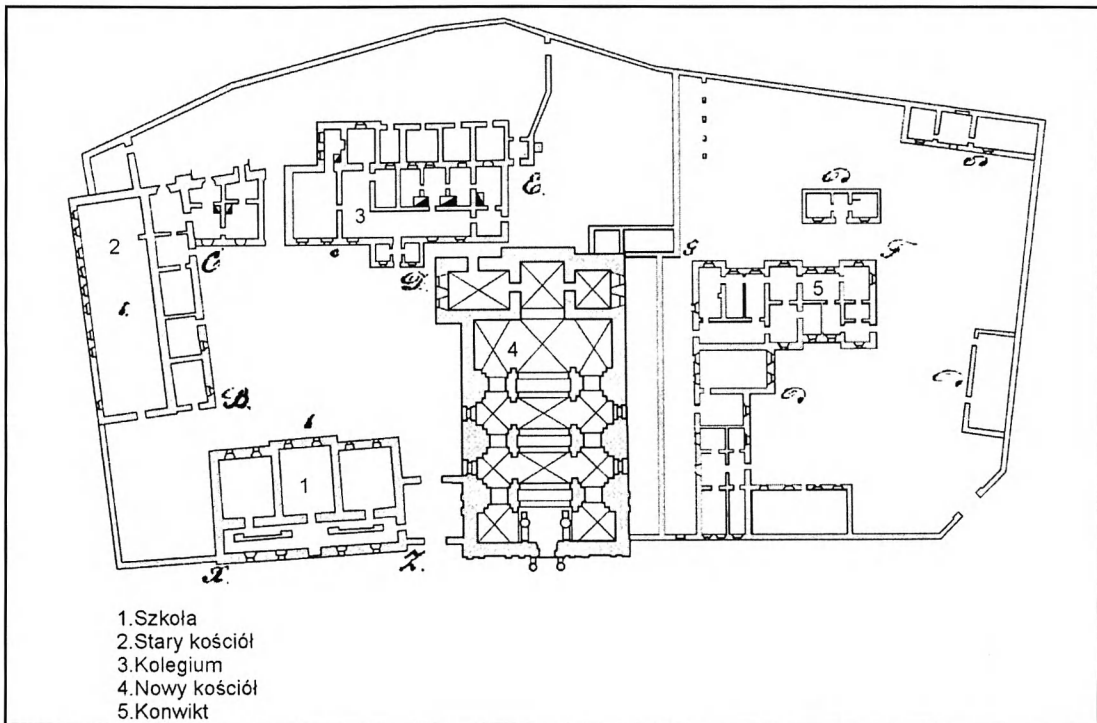 E.
2
3
C.
c
D.
G
F.
5
b.
4
B.
b
1
A.
Z.
1.Szkoła
2.Stary kościół
3.Kolegium
4.Nowy kościół
5.Konwikt